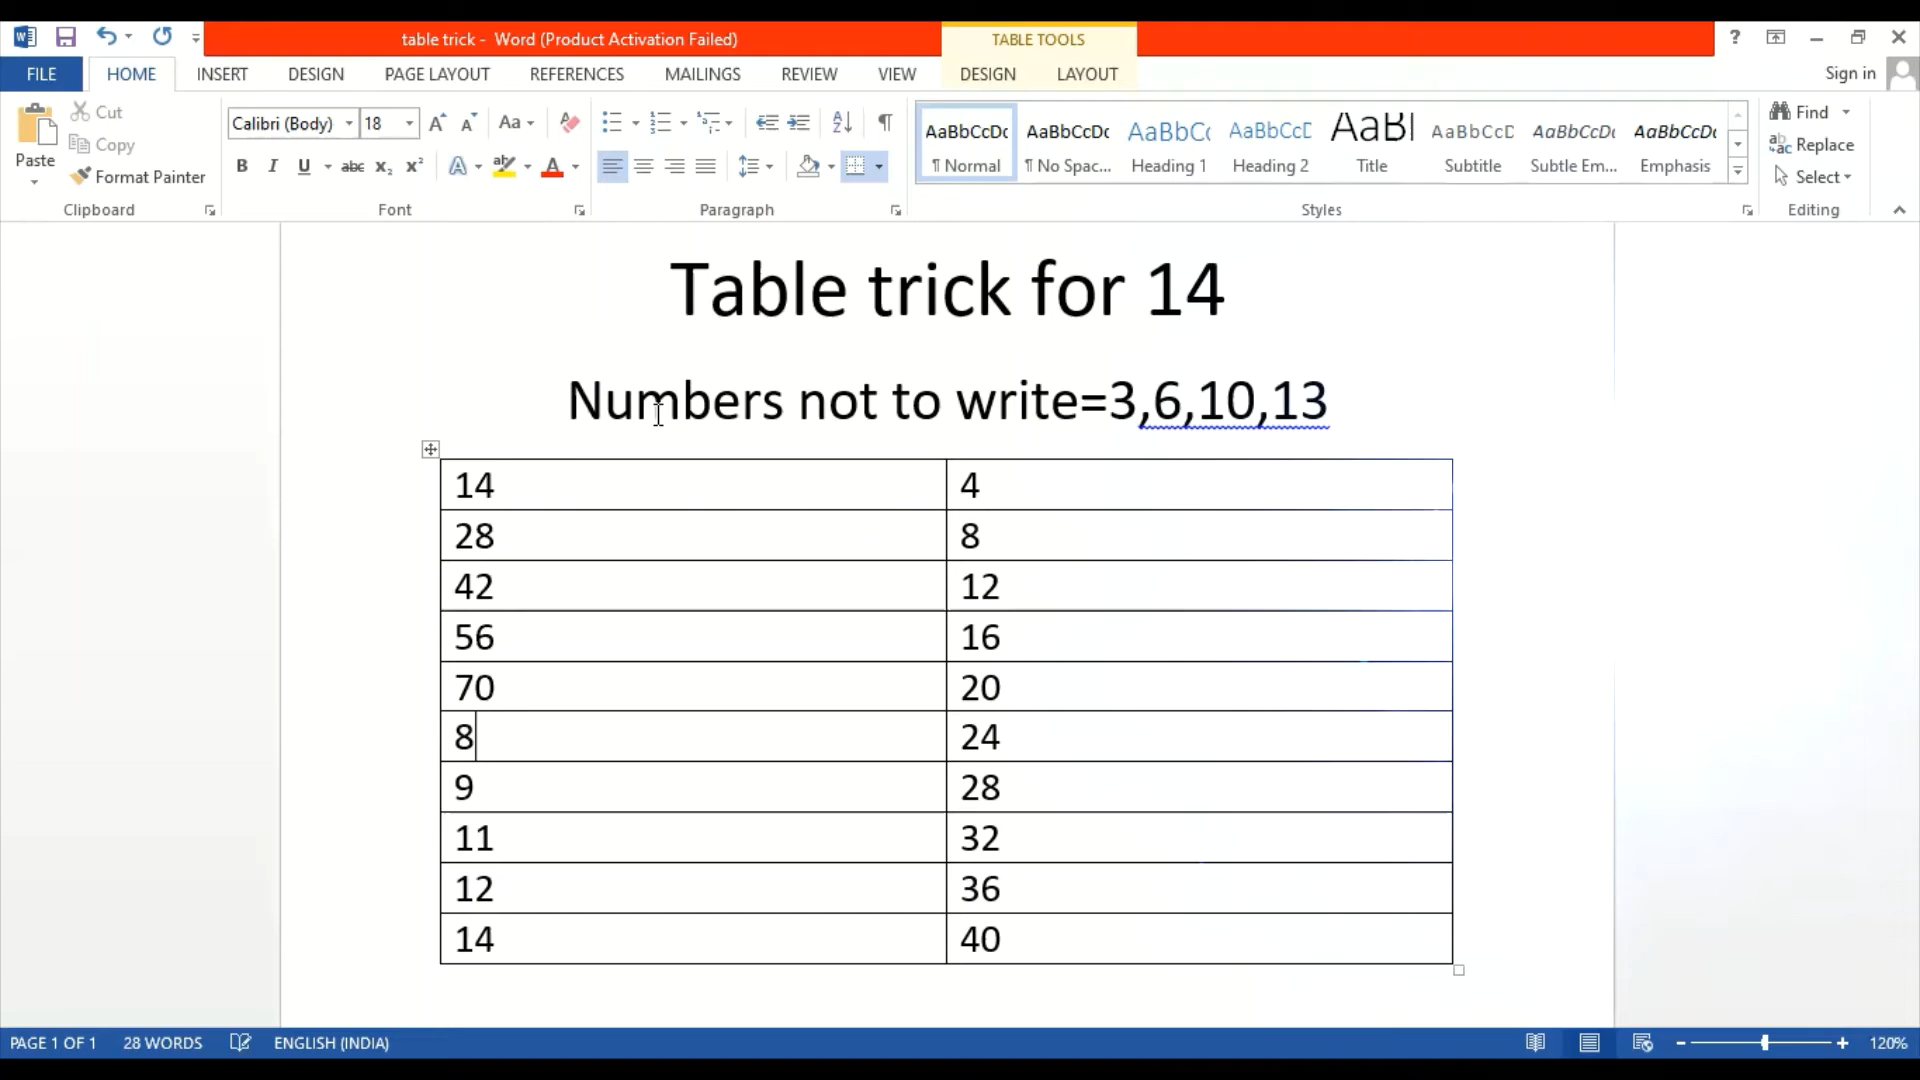 table trick - Word (Product Activation Failed)
TABLE TOOLS
?
FILE HOME INSERT DESIGN PAGE LAYOUT REFERENCES MAILINGS REVIEW VIEW DESIGN LAYOUT Sign in
Paste
Cut
Copy
Format Painter
Clipboard
Calibri (Body) 18
Font
Paragraph
AaBbCcDc AaBbCcDc AaBbCc AaBbCcD AaBl AaBbCcD AaBbCcDc AaBbCcDc
¶ Normal ¶ No Spac... Heading 1 Heading 2 Title Subtitle Subtle Em... Emphasis
Styles
Find
Replace
Select
Editing
Table trick for 14
Numbers not to write=3,6,10,13
14 4
28 8
42 12
56 16
70 20
8 24
9 28
11 32
12 36
14 40
PAGE 1 OF 1 28 WORDS ENGLISH (INDIA) 120%